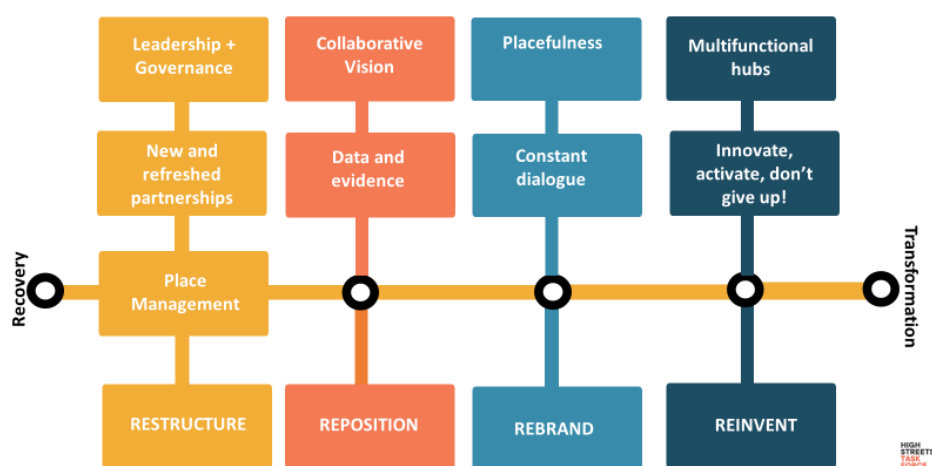 Leadership +
Governance
Collaborative
Vision
Placefulness
Multifunctional
hubs
New and
refreshed
partnerships
Data and
evidence
Constant
dialogue
Innovate,
activate, don't
give up!
Recovery
Place
Management
Transformation
RESTRUCTURE
REPOSITION
REBRAND
REINVENT
HIGH
STREETS
TASK
FORCE